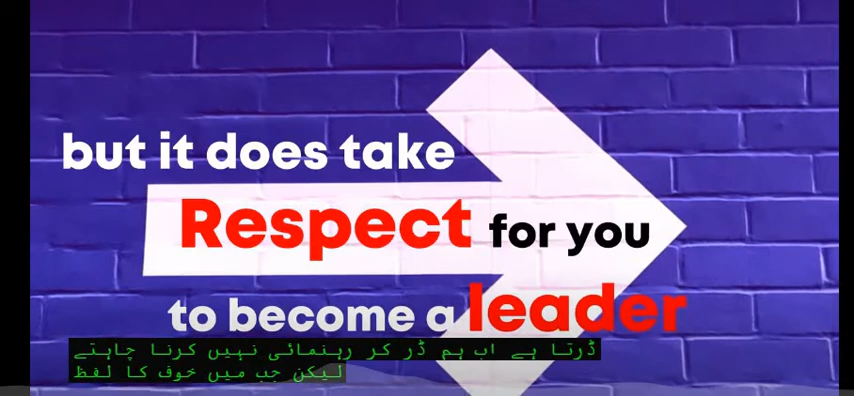 but it does take
Respect for you
to become a leader
ڈرتا ہے اب ہم ڈر کر رہنمائی نہیں کرنا چاہتے
لیکن جب میں خوف کا لفظ